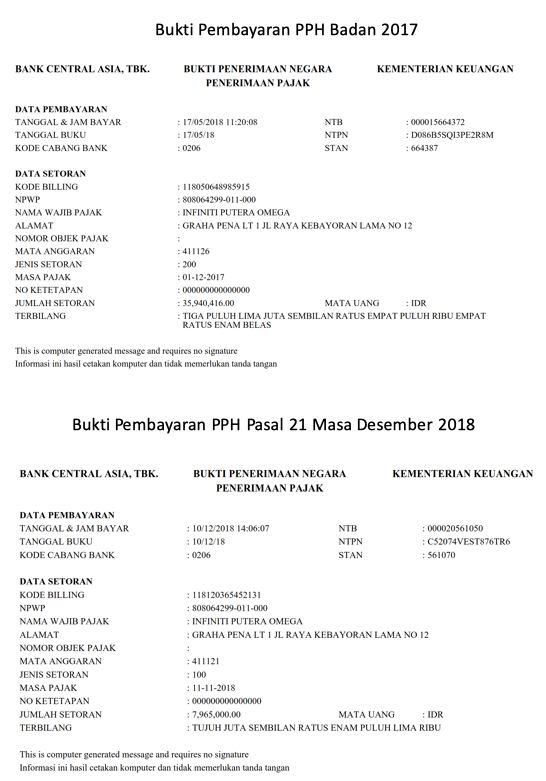 Bukti Pembayaran PPH Badan 2017
BANK CENTRAL ASIA, TBK. BUKTI PENERIMAAN NEGARA KEMENTERIAN KEUANGAN
PENERIMAAN PAJAK
DATA PEMBAYARAN
TANGGAL & JAM BAYAR : 17/05/2018 11:20:08 NTB : 000015664372
TANGGAL BUKU : 17/05/18 NTPN : D086B5SQI3PE2R8M
KODE CABANG BANK : 0206 STAN : 664387
DATA SETORAN
KODE BILLING : 118050648985915
NPWP : 808064299-011-000
NAMA WAJIB PAJAK : INFINITI PUTERA OMEGA
ALAMAT : GRAHA PENA LT 1 JL RAYA KEBAYORAN LAMA NO 12
NOMOR OBJEK PAJAK :
MATA ANGGARAN : 411126
JENIS SETORAN : 200
MASA PAJAK : 01-12-2017
NO KETETAPAN : 000000000000000
JUMLAH SETORAN : 35,940,416.00 MATA UANG : IDR
TERBILANG : TIGA PULUH LIMA JUTA SEMBILAN RATUS EMPAT PULUH RIBU EMPAT
RATUS ENAM BELAS
This is computer generated message and requires no signature
Informasi ini hasil cetakan komputer dan tidak memerlukan tanda tangan
Bukti Pembayaran PPH Pasal 21 Masa Desember 2018
BANK CENTRAL ASIA, TBK. BUKTI PENERIMAAN NEGARA KEMENTERIAN KEUANGAN
PENERIMAAN PAJAK
DATA PEMBAYARAN
TANGGAL & JAM BAYAR : 10/12/2018 14:06:07 NTB : 000020561050
TANGGAL BUKU : 10/12/18 NTPN : C52074VEST876TR6
KODE CABANG BANK : 0206 STAN : 561070
DATA SETORAN
KODE BILLING : 118120365452131
NPWP : 808064299-011-000
NAMA WAJIB PAJAK : INFINITI PUTERA OMEGA
ALAMAT : GRAHA PENA LT 1 JL RAYA KEBAYORAN LAMA NO 12
NOMOR OBJEK PAJAK :
MATA ANGGARAN : 411121
JENIS SETORAN : 100
MASA PAJAK : 11-11-2018
NO KETETAPAN : 000000000000000
JUMLAH SETORAN : 7,965,000.00 MATA UANG : IDR
TERBILANG : TUJUH JUTA SEMBILAN RATUS ENAM PULUH LIMA RIBU
This is computer generated message and requires no signature
Informasi ini hasil cetakan komputer dan tidak memerlukan tanda tangan